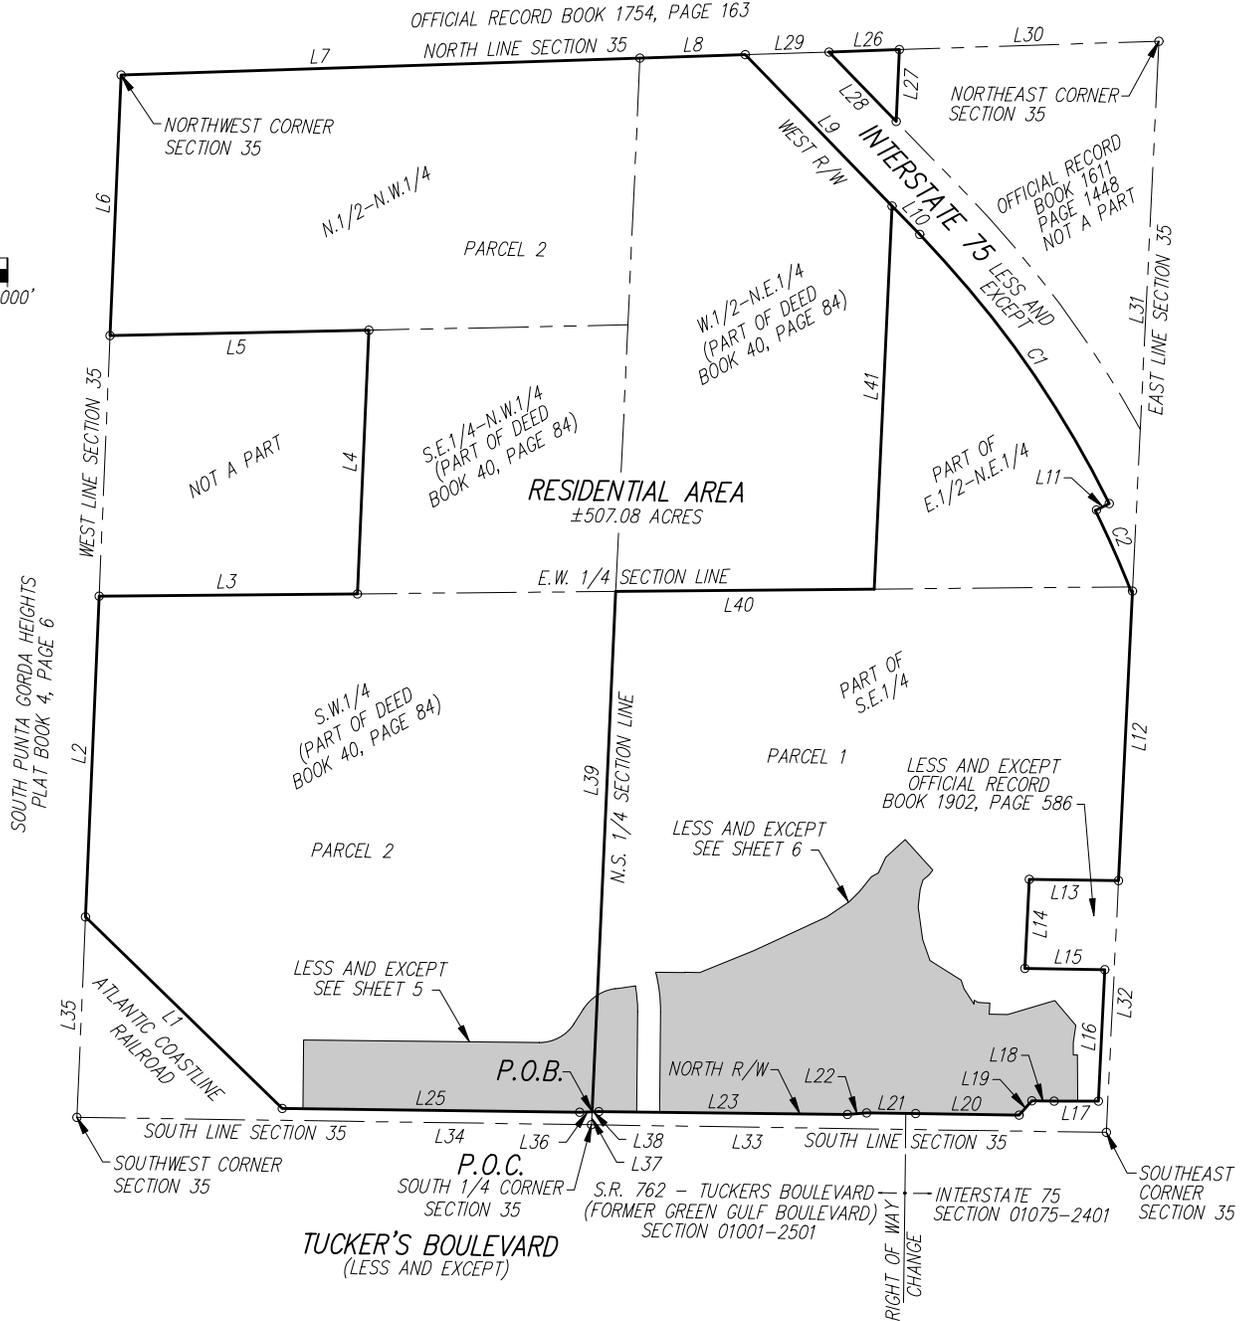 OFFICIAL RECORD BOOK 1754, PAGE 163
L7
NORTH LINE SECTION 35
L8
L29
L26
L30
L27
L28
NORTHWEST CORNER
SECTION 35
NORTHEAST CORNER
SECTION 35
L9
WEST R/W
INTERSTATE 75
LESS AND
EXCEPT
OFFICIAL RECORD
BOOK 1611
PAGE 1448
NOT A PART
L6
N.1/2-N.W.1/4
PARCEL 2
L10
000'
W.1/2-N.E.1/4
(PART OF DEED
BOOK 40, PAGE 84)
L31
EAST LINE SECTION 35
C1
L5
L41
WEST LINE SECTION 35
NOT A PART
L4
S.E.1/4-N.W.1/4
(PART OF DEED
BOOK 40, PAGE 84)
PART OF
E.1/2-N.E.1/4
L11
C2
RESIDENTIAL AREA
±507.08 ACRES
L3
E.W. 1/4 SECTION LINE
L40
SOUTH PUNTA GORDA HEIGHTS
PLAT BOOK 4, PAGE 6
L2
S.W.1/4
(PART OF DEED
BOOK 40, PAGE 84)
PART OF
S.E.1/4
L39
N.S. 1/4 SECTION LINE
L12
PARCEL 1
LESS AND EXCEPT
OFFICIAL RECORD
BOOK 1902, PAGE 586
LESS AND EXCEPT
SEE SHEET 6
PARCEL 2
L13
L14
L15
LESS AND EXCEPT
SEE SHEET 5
L35
L1
ATLANTIC COASTLINE
RAILROAD
L32
L16
P.O.B.
NORTH R/W
L18
L19
L22
L25
L23
L21
L20
L17
SOUTH LINE SECTION 35
L34
L36
L38
L37
L33
SOUTH LINE SECTION 35
SOUTHWEST CORNER
SECTION 35
P.O.C.
SOUTH 1/4 CORNER
SECTION 35
S.R. 762 - TUCKERS BOULEVARD
(FORMER GREEN GULF BOULEVARD)
SECTION 01001-2501
INTERSTATE 75
SECTION 01075-2401
SOUTHEAST
CORNER
SECTION 35
TUCKER'S BOULEVARD
(LESS AND EXCEPT)
RIGHT OF WAY
CHANGE